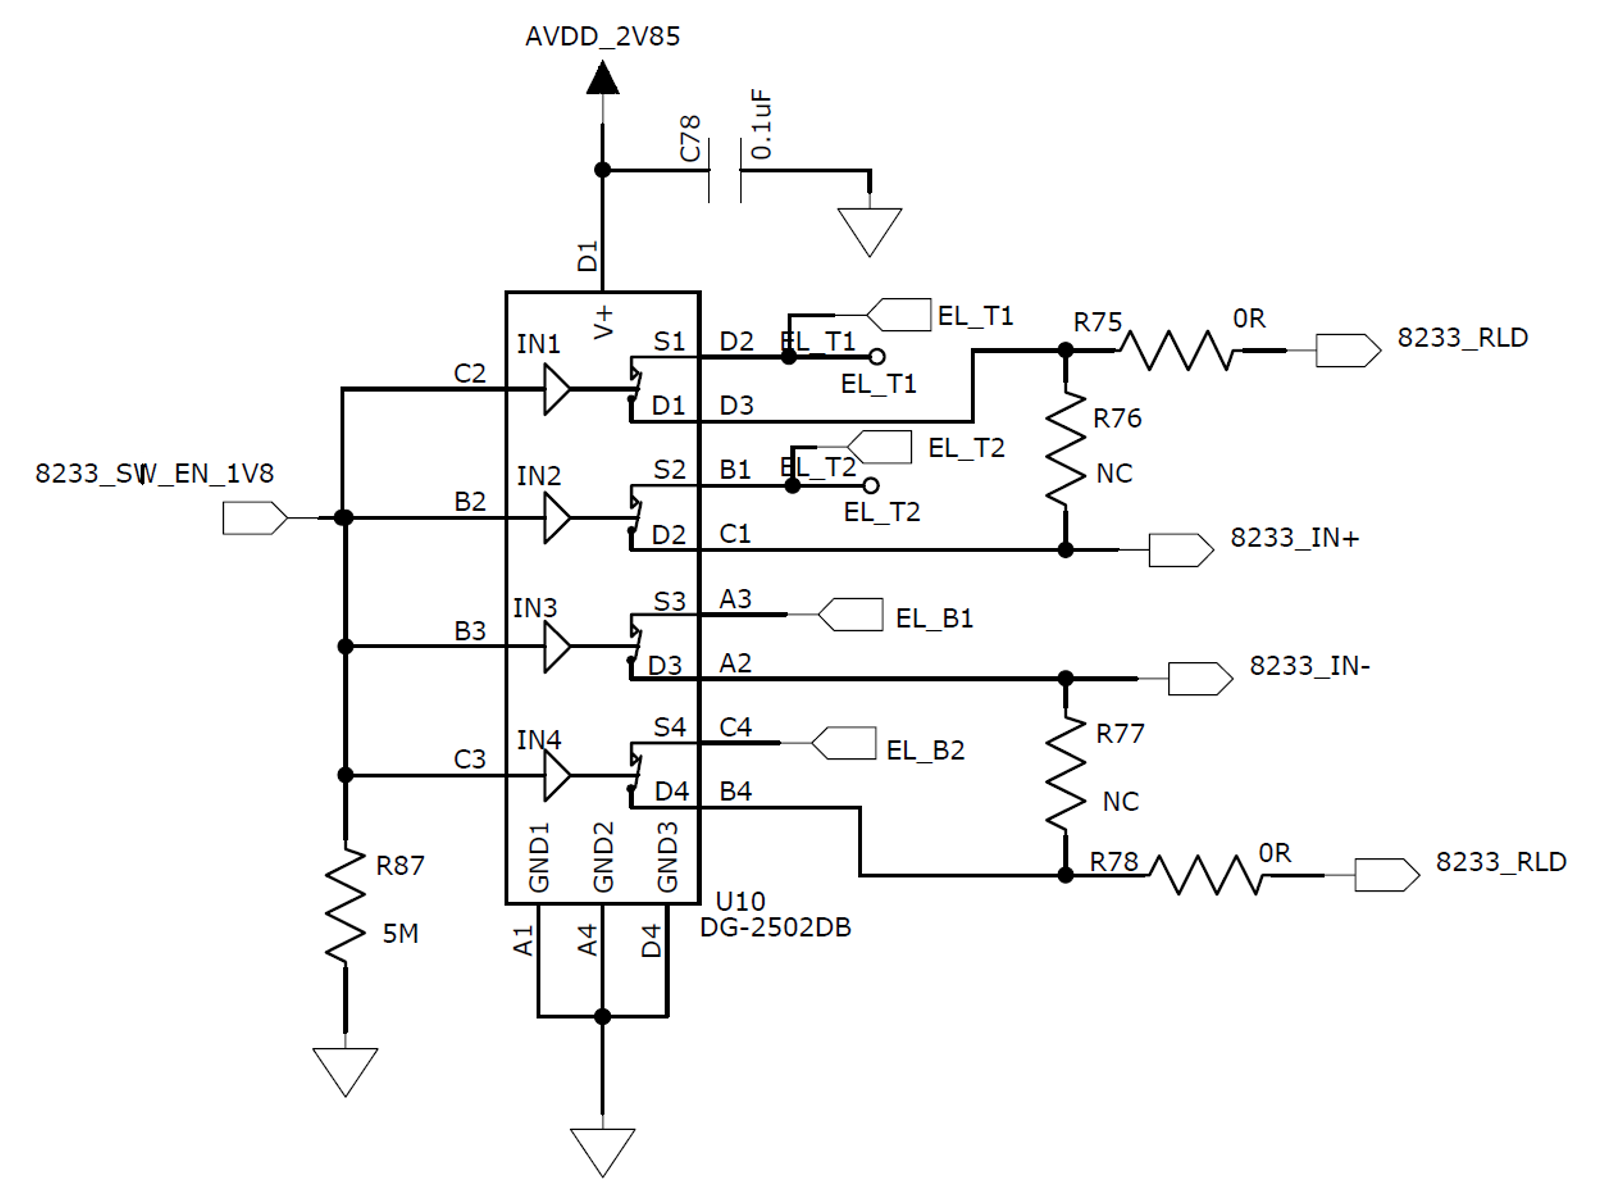 AVDD_2V85
C78
0.1uF
D1
V+
IN1
S1
D2
EL_T1
EL_T1
EL_T1
R75
0R
8233_RLD
C2
D1
D3
R76
NC
8233_SW_EN_1V8
IN2
B2
S2
B1
EL_T2
EL_T2
EL_T2
D2
C1
8233_IN+
IN3
B3
S3
A3
EL_B1
D3
A2
8233_IN-
IN4
C3
S4
C4
EL_B2
R77
NC
D4
B4
GND1
GND2
GND3
R87
5M
R78
0R
8233_RLD
U10
DG-2502DB
A1
A4
D4